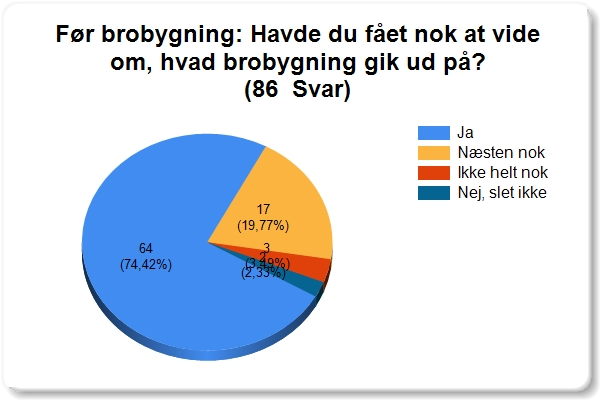 Før brobygning: Havde du fået nok at vide
om, hvad brobygning gik ud på?
(86  Svar)
Ja
Næsten nok
Ikke helt nok
Nej, slet ikke
17
(19,77%)
64
(74,42%)
3
(3,49%)
2
(2,33%)